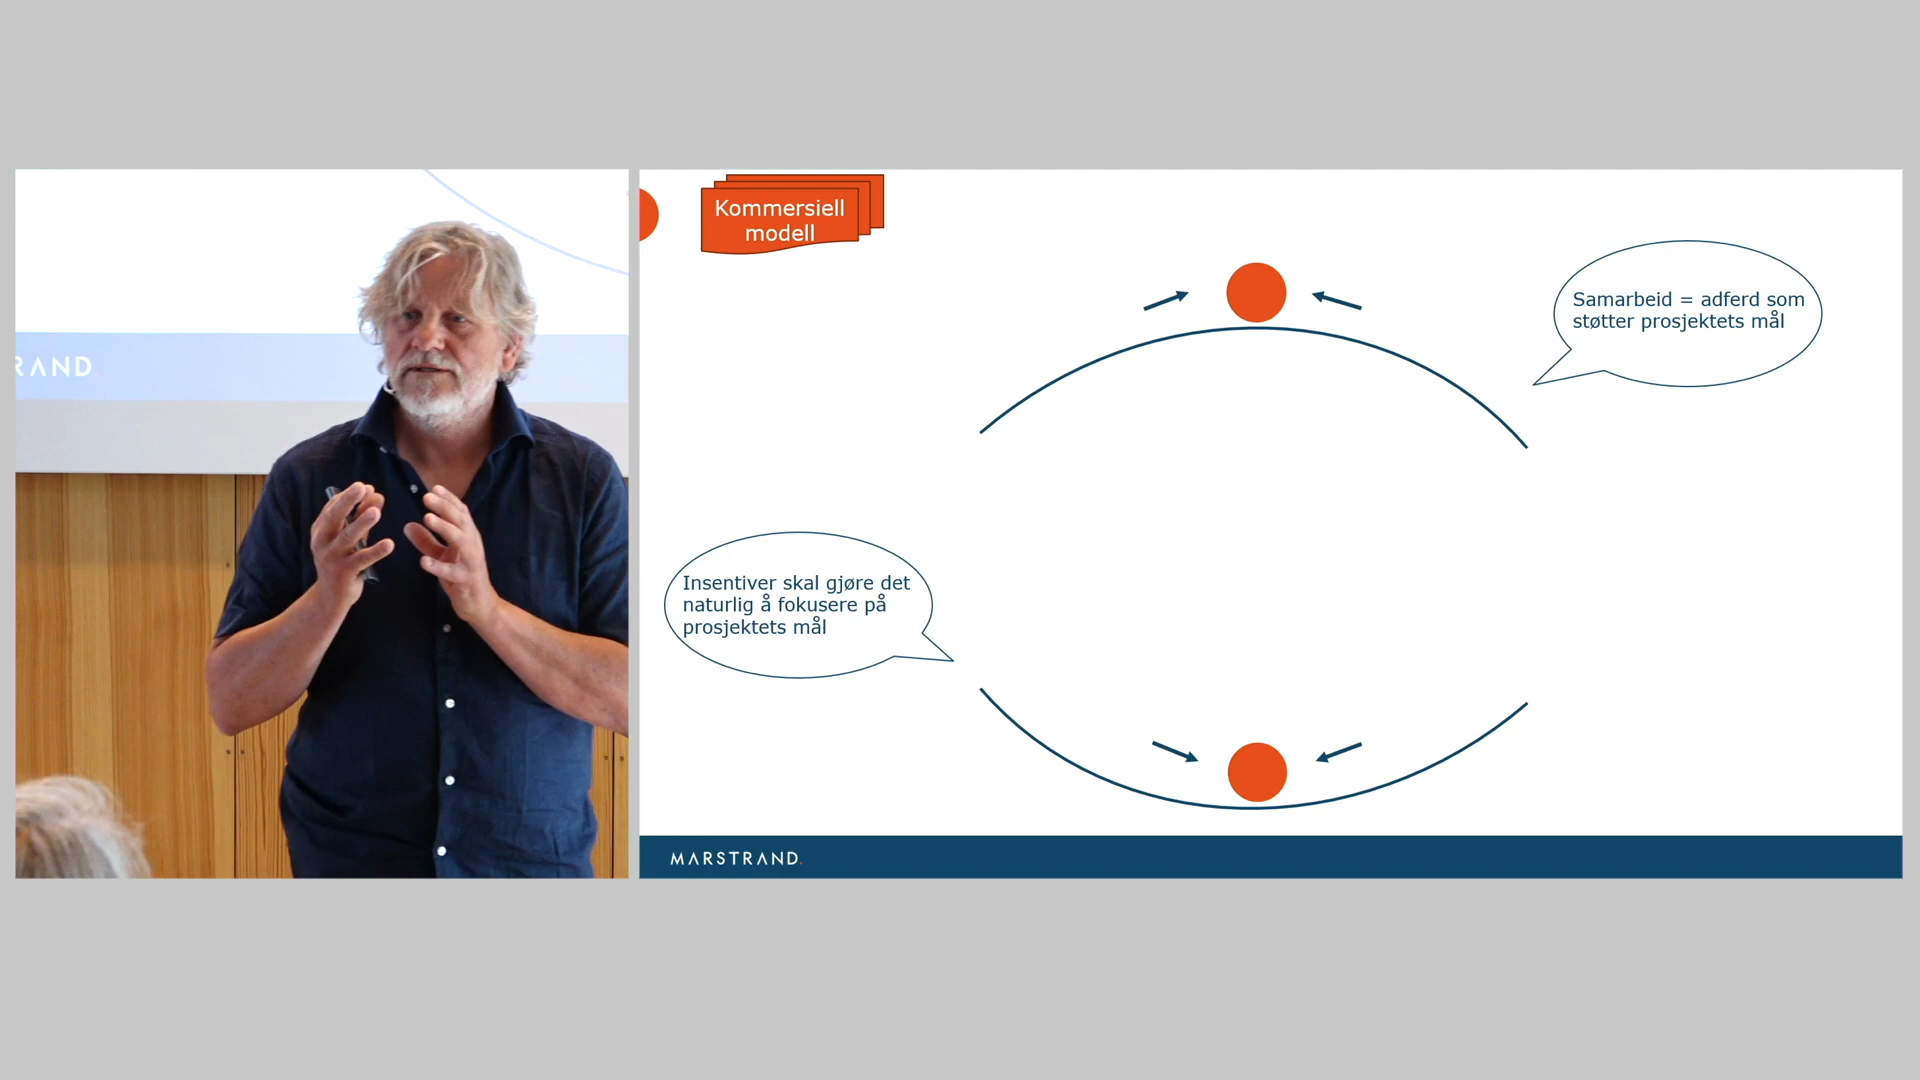 RAND
Kommersiell
modell
Samarbeid = adferd som
støtter prosjektets mål
Insentiver skal gjøre det
naturlig å fokusere på
prosjektets mål
MARSTRAND.